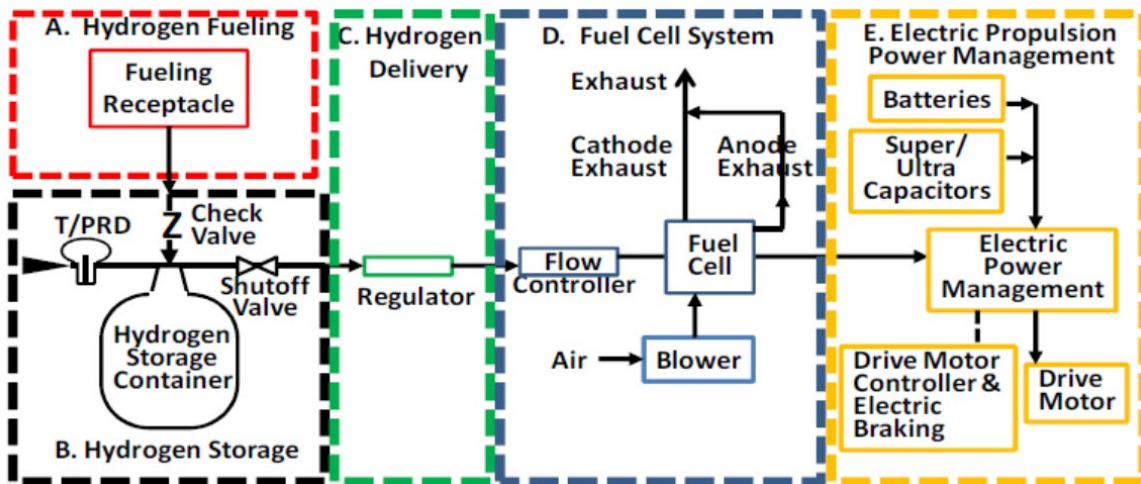 A. Hydrogen Fueling
Fueling
Receptacle
T/PRD
Z
Check
Valve
Shutoff
Valve
Hydrogen
Storage
Container
B. Hydrogen Storage
C. Hydrogen
Delivery
Regulator
D. Fuel Cell System
Exhaust
Cathode
Exhaust
Anode
Exhaust
Flow
Controller
Fuel
Cell
Air
Blower
E. Electric Propulsion
Power Management
Batteries
Super/
Ultra
Capacitors
Electric
Power
Management
Drive Motor
Controller &
Electric
Braking
Drive
Motor